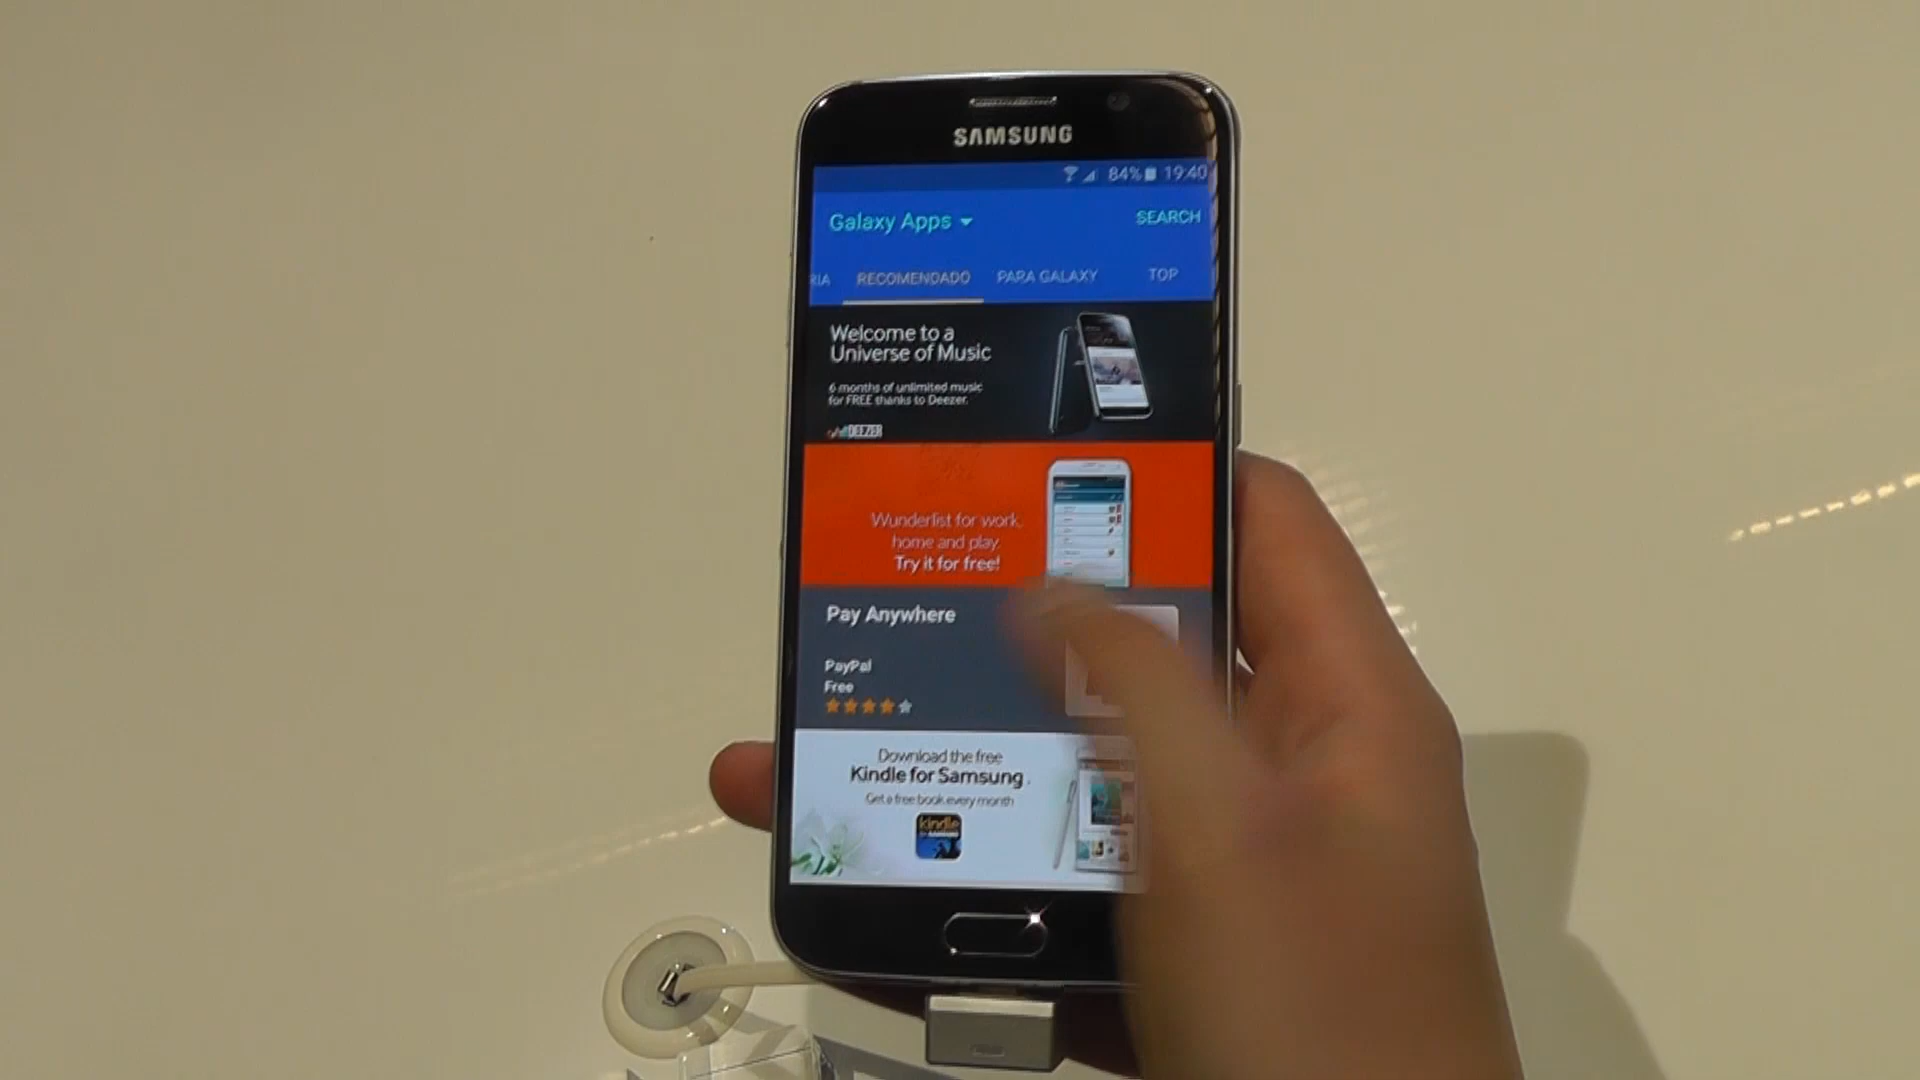 SAMSUNG
84% 19:40
Galaxy Apps SEARCH
RIA RECOMENDADO PARA GALAXY TOP
Welcome to a
Universe of Music
6 months of unlimited music
for FREE thanks to Deezer.
DEEZER
Wunderlist for work,
home and play.
Try it for free!
Pay Anywhere
PayPal
Free
Download the free
Kindle for Samsung.
Get a free book every month
kindle